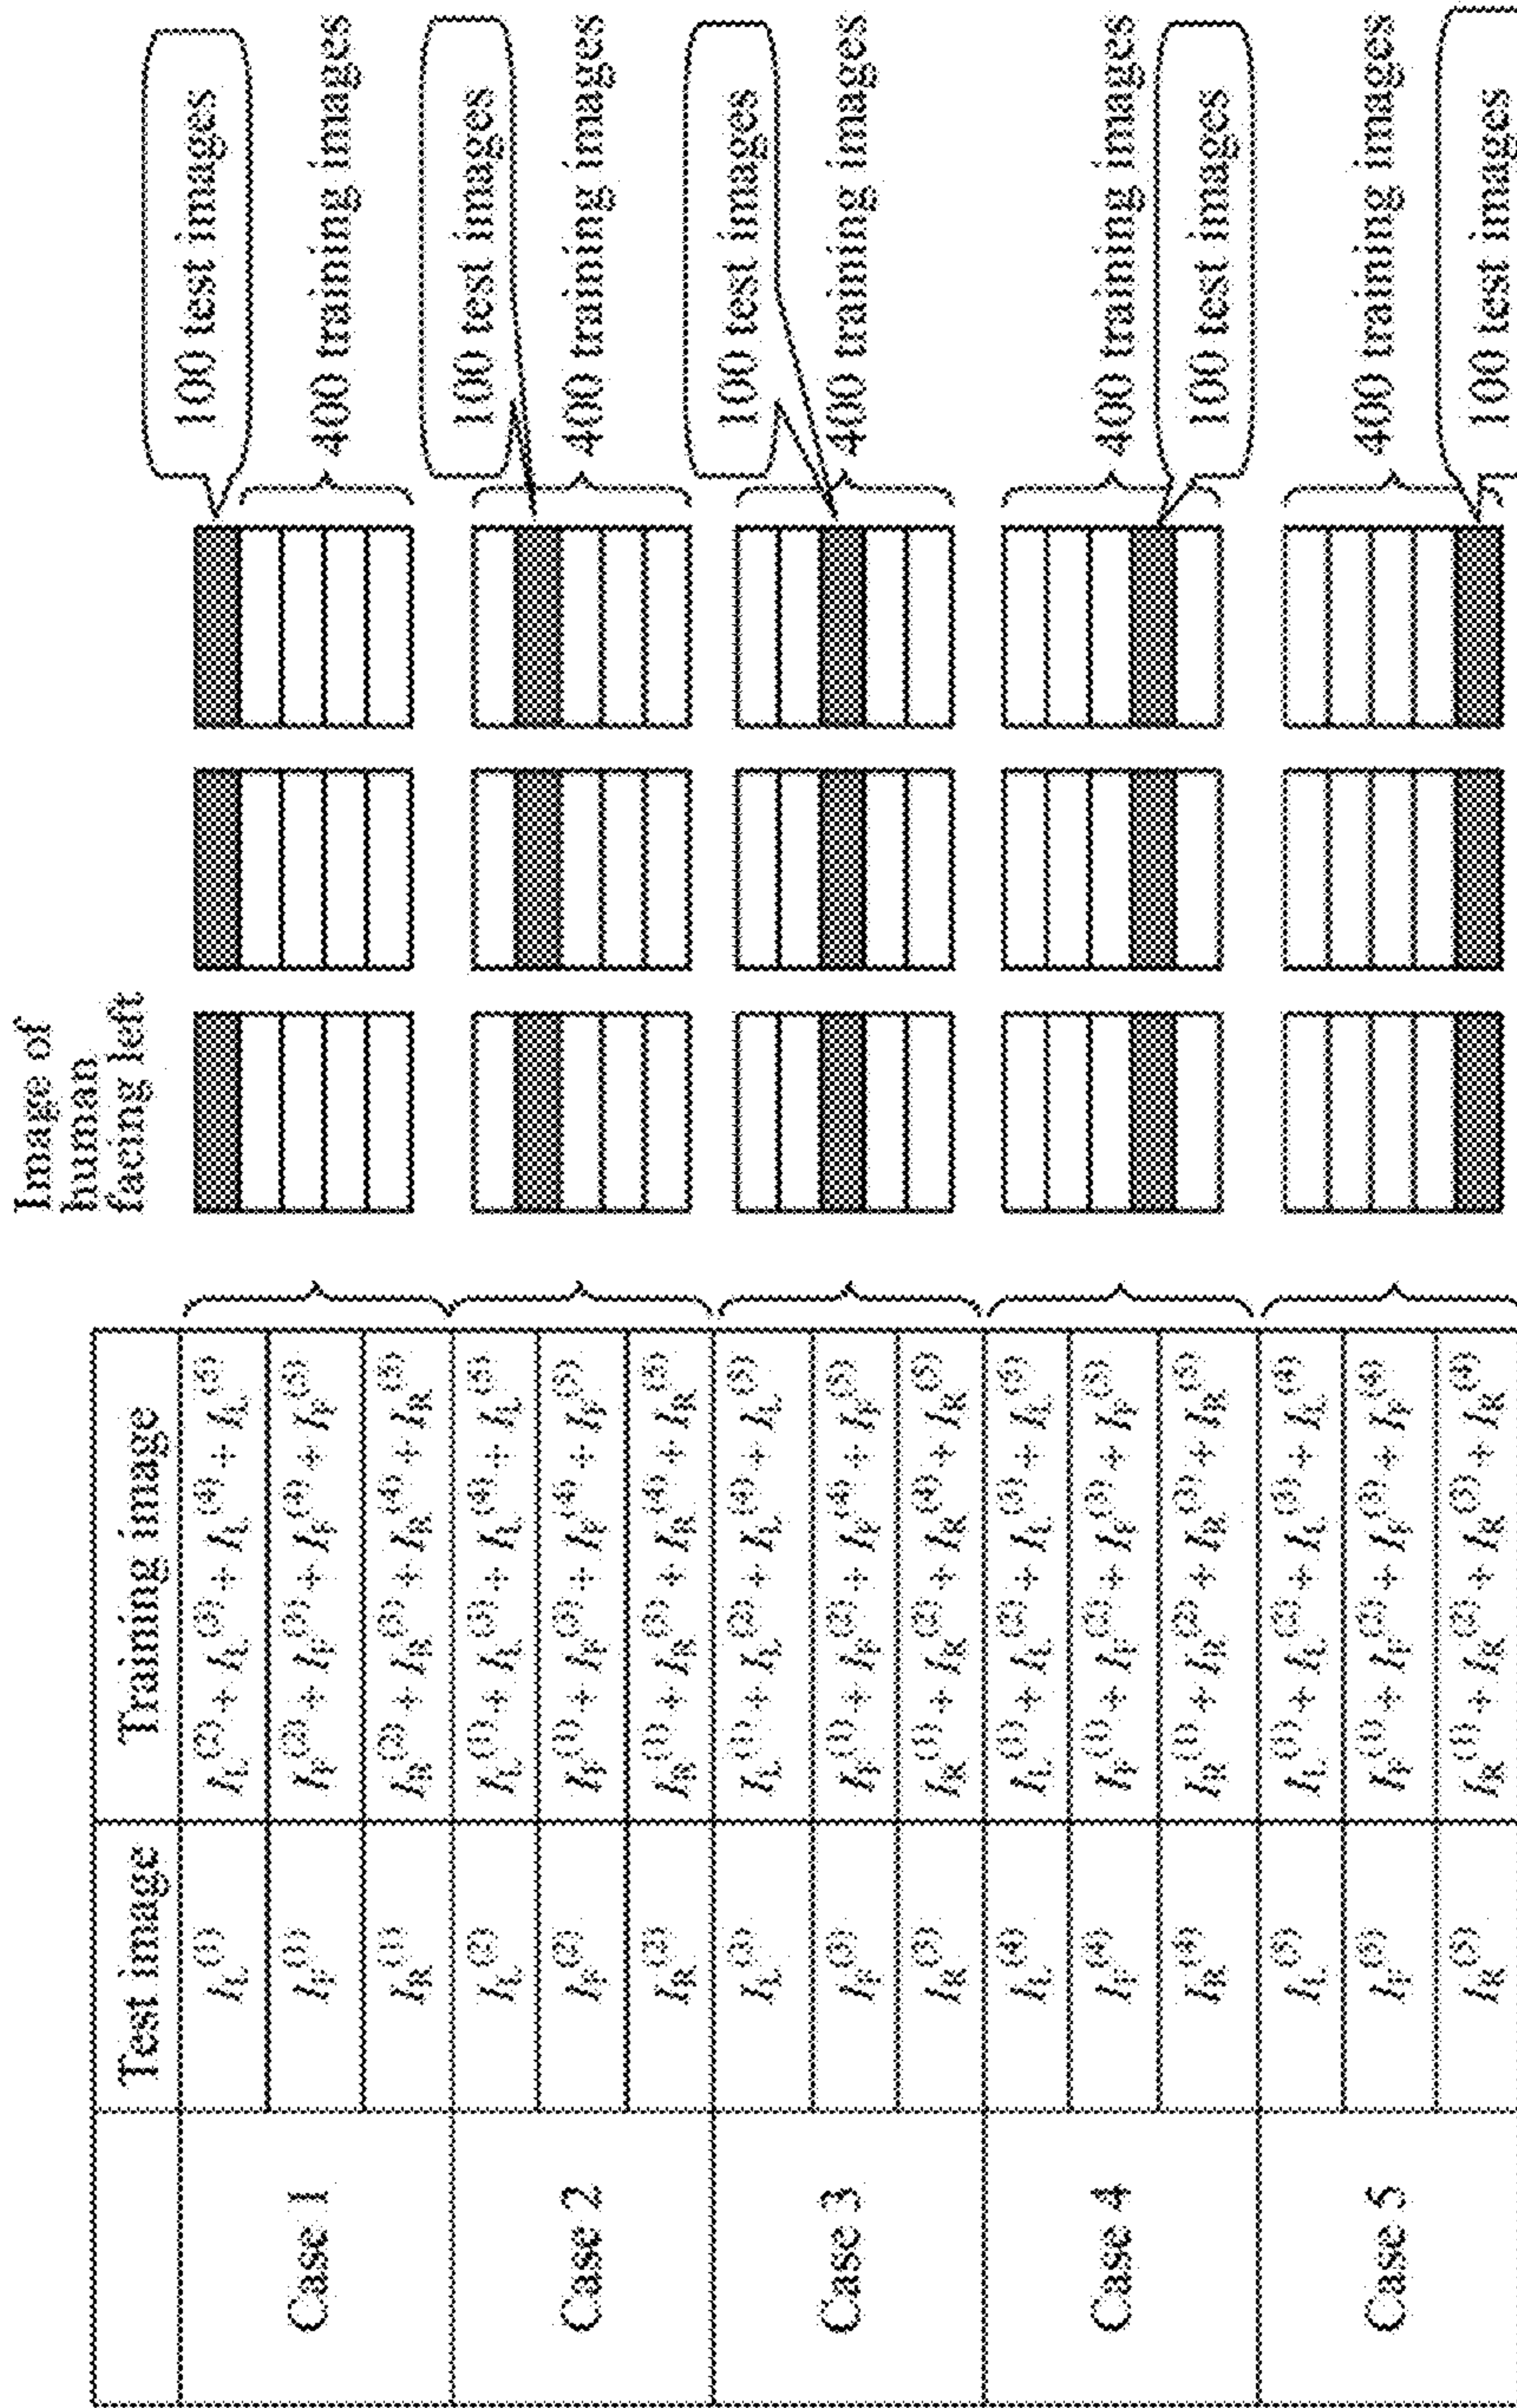 Image of
human
facing left
Test image Training image
Case 1
I_L^(1) I_L^(2) + I_L^(3) + I_L^(4) + I_L^(5)
I_F^(1) I_F^(2) + I_F^(3) + I_F^(4) + I_F^(5)
I_R^(1) I_R^(2) + I_R^(3) + I_R^(4) + I_R^(5)
100 test images
400 training images
Case 2
I_L^(2) I_L^(1) + I_L^(3) + I_L^(4) + I_L^(5)
I_F^(2) I_F^(1) + I_F^(3) + I_F^(4) + I_F^(5)
I_R^(2) I_R^(1) + I_R^(3) + I_R^(4) + I_R^(5)
100 test images
400 training images
Case 3
I_L^(3) I_L^(1) + I_L^(2) + I_L^(4) + I_L^(5)
I_F^(3) I_F^(1) + I_F^(2) + I_F^(4) + I_F^(5)
I_R^(3) I_R^(1) + I_R^(2) + I_R^(4) + I_R^(5)
100 test images
400 training images
Case 4
I_L^(4) I_L^(1) + I_L^(2) + I_L^(3) + I_L^(5)
I_F^(4) I_F^(1) + I_F^(2) + I_F^(3) + I_F^(5)
I_R^(4) I_R^(1) + I_R^(2) + I_R^(3) + I_R^(5)
400 training images
100 test images
Case 5
I_L^(5) I_L^(1) + I_L^(2) + I_L^(3) + I_L^(4)
I_F^(5) I_F^(1) + I_F^(2) + I_F^(3) + I_F^(4)
I_R^(5) I_R^(1) + I_R^(2) + I_R^(3) + I_R^(4)
400 training images
100 test images